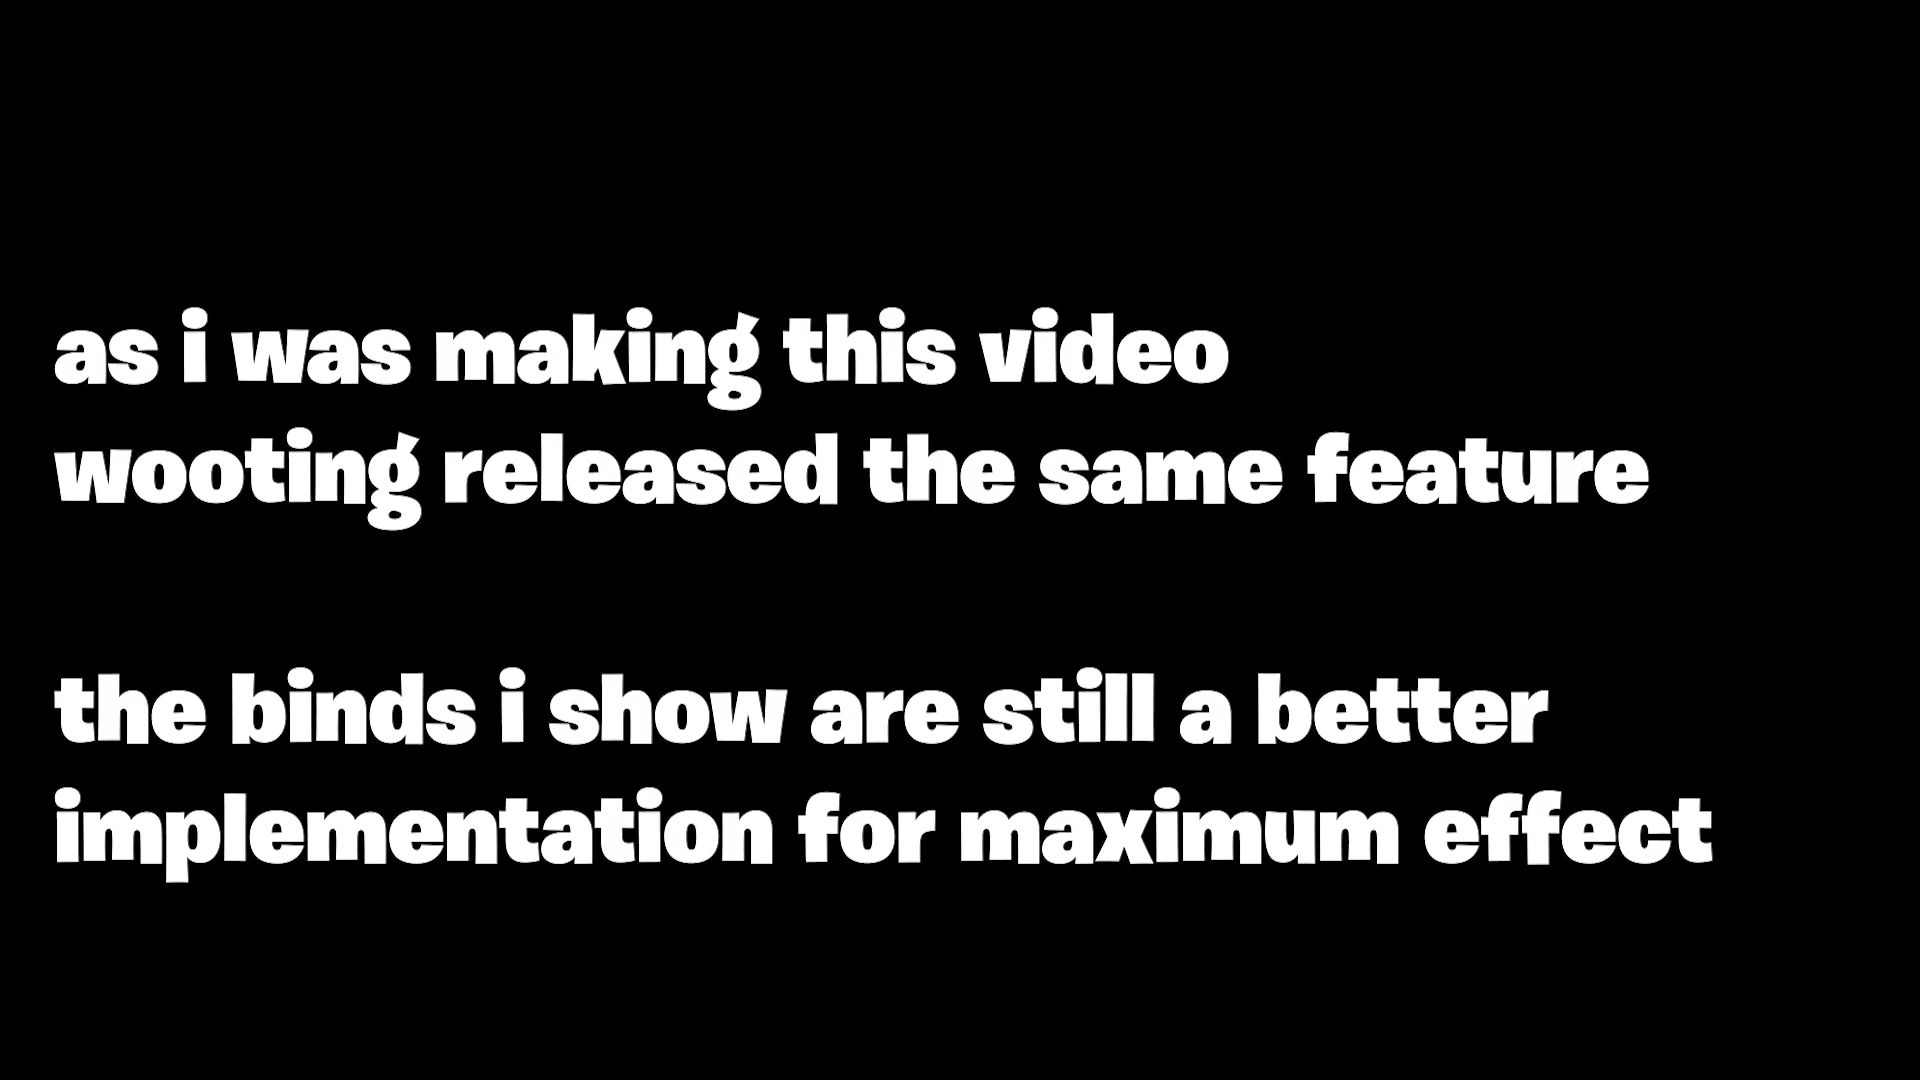 as i was making this video
wooting released the same feature
the binds i show are still a better
implementation for maximum effect